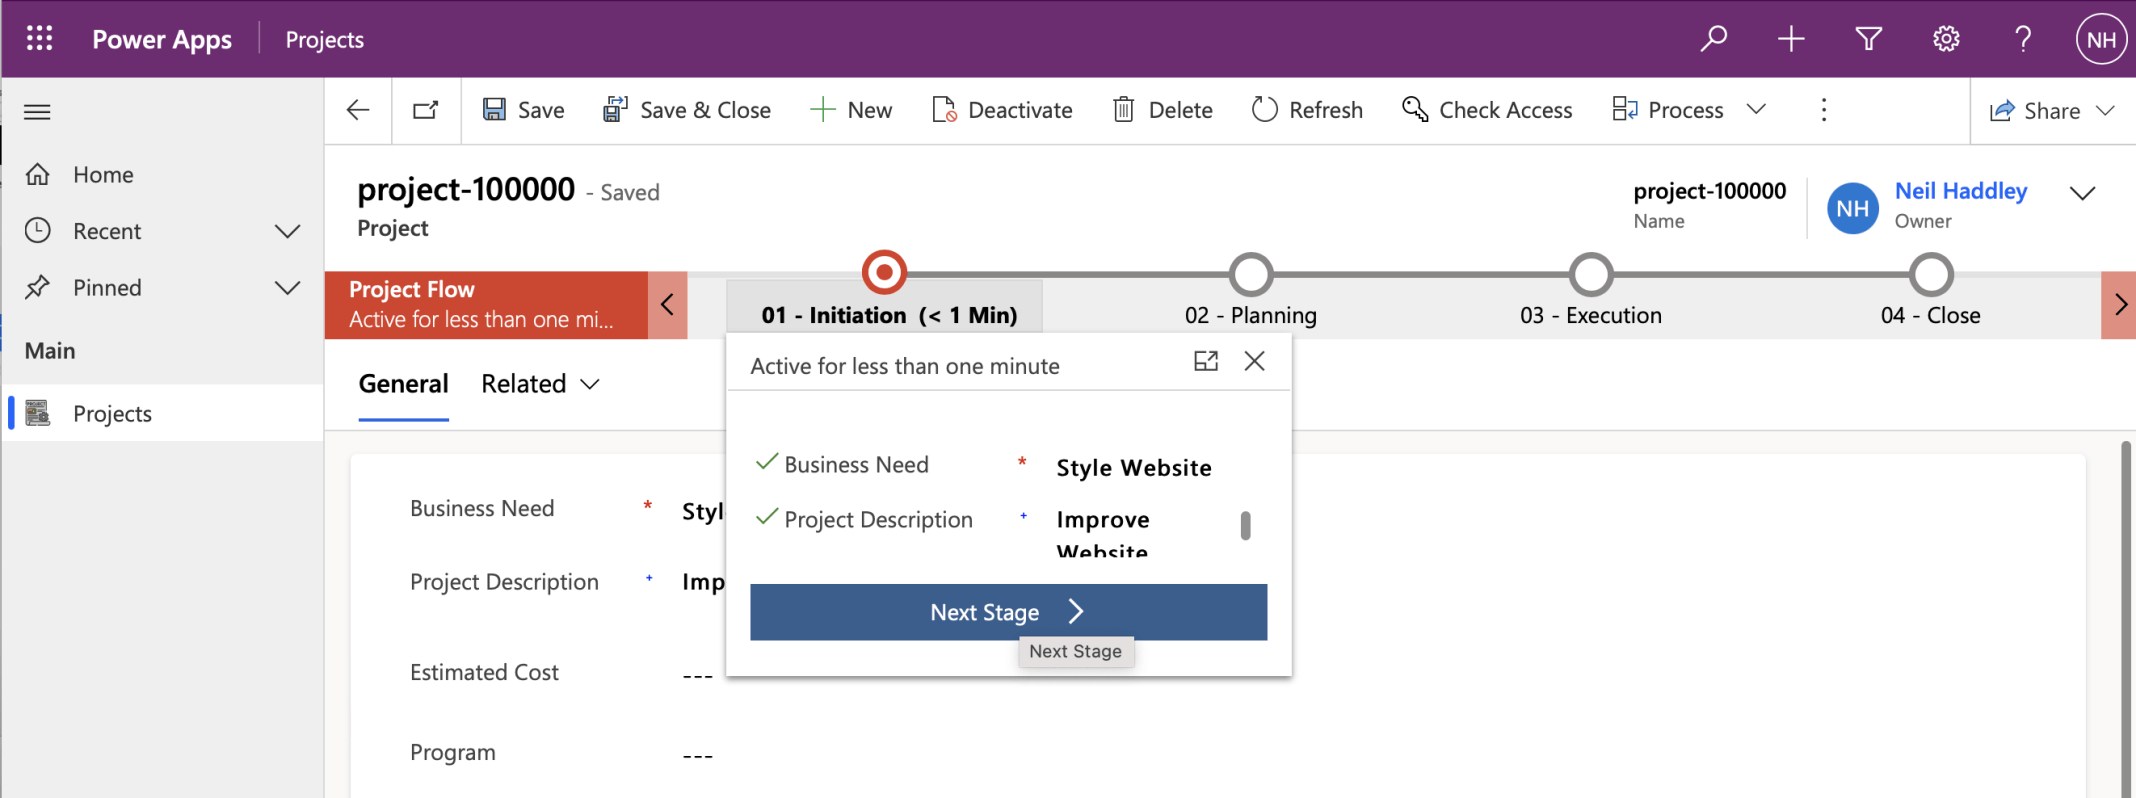 Power Apps
Projects
NH
Save
Save & Close
New
Deactivate
Delete
Refresh
Check Access
Process
Share
Home
Recent
Pinned
Main
Projects
project-100000 - Saved
Project
project-100000
Name
NH
Neil Haddley
Owner
Project Flow
Active for less than one mi...
01 - Initiation (< 1 Min)
02 - Planning
03 - Execution
04 - Close
General
Related
Active for less than one minute
Business Need * Style Website
Project Description + Improve
Website
Next Stage
Next Stage
Business Need * Styl
Project Description + Imp
Estimated Cost ---
Program ---